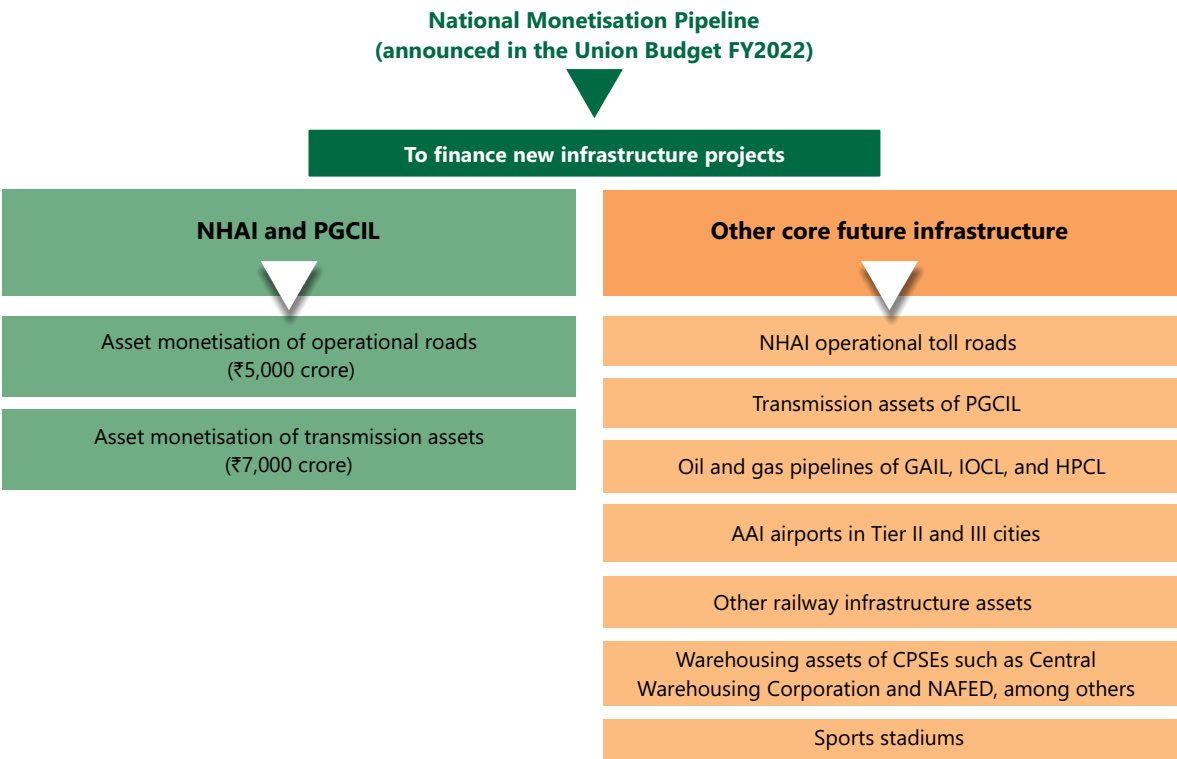 National Monetisation Pipeline
(announced in the Union Budget FY2022)
To finance new infrastructure projects
NHAI and PGCIL
Asset monetisation of operational roads
(₹5,000 crore)
Asset monetisation of transmission assets
(₹7,000 crore)
Other core future infrastructure
NHAI operational toll roads
Transmission assets of PGCIL
Oil and gas pipelines of GAIL, IOCL, and HPCL
AAI airports in Tier II and III cities
Other railway infrastructure assets
Warehousing assets of CPSEs such as Central
Warehousing Corporation and NAFED, among others
Sports stadiums